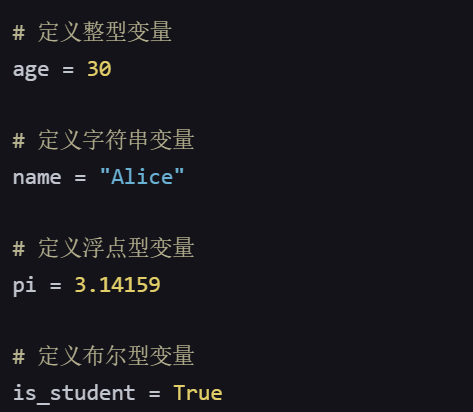 # 定义整型变量
age = 30
# 定义字符串变量
name = "Alice"
# 定义浮点型变量
pi = 3.14159
# 定义布尔型变量
is_student = True